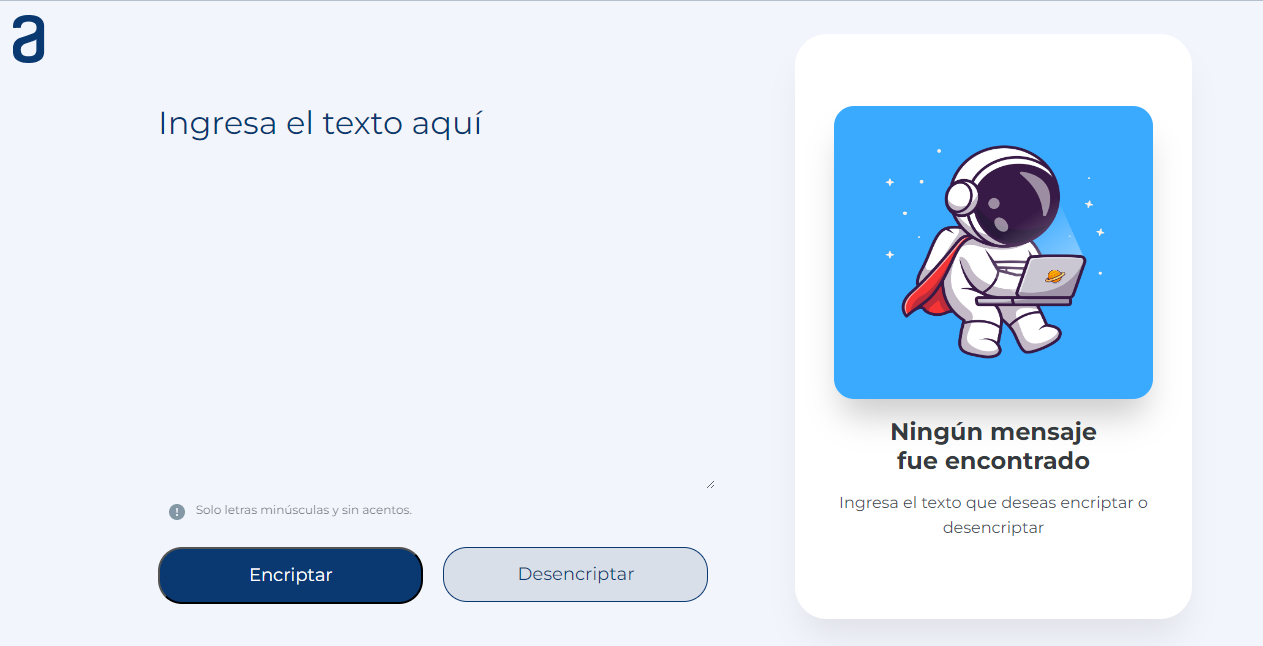 a
Ingresa el texto aquí
! Solo letras minúsculas y sin acentos.
Encriptar
Desencriptar
Ningún mensaje
fue encontrado
Ingresa el texto que deseas encriptar o
desencriptar